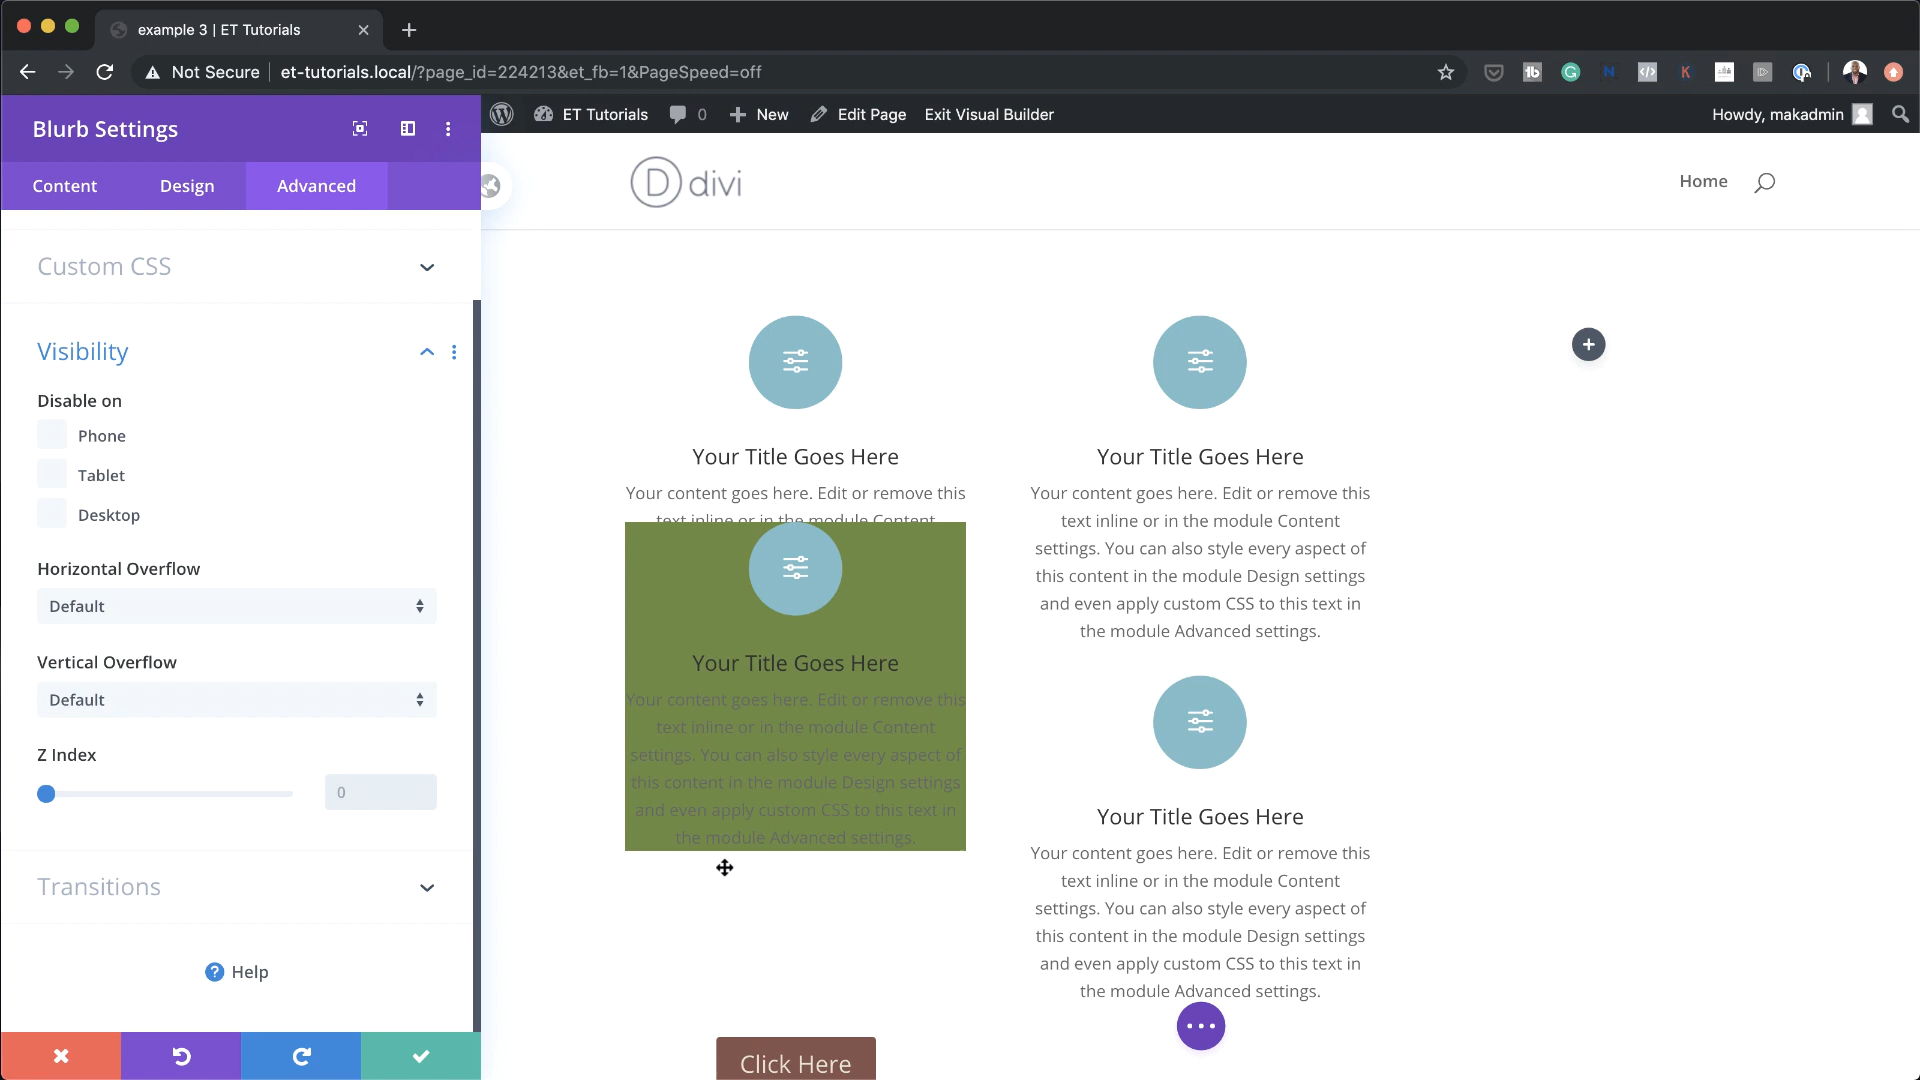 example 3 | ET Tutorials
Not Secure
et-tutorials.local/?page_id=224213&et_fb=1&PageSpeed=off
Blurb Settings
ET Tutorials
0
New
Edit Page
Exit Visual Builder
Howdy, makadmin
Content
Design
Advanced
D divi
Home
Custom CSS
Visibility
Disable on
Phone
Tablet
Desktop
Horizontal Overflow
Default
Vertical Overflow
Default
Z Index
0
Transitions
? Help
Your Title Goes Here
Your content goes here. Edit or remove this
text inline or in the module Content
Your Title Goes Here
Your content goes here. Edit or remove this
text inline or in the module Content
settings. You can also style every aspect of
this content in the module Design settings
and even apply custom CSS to this text in
the module Advanced settings.
Click Here
Your Title Goes Here
Your content goes here. Edit or remove this
text inline or in the module Content
settings. You can also style every aspect of
this content in the module Design settings
and even apply custom CSS to this text in
the module Advanced settings.
Your Title Goes Here
Your content goes here. Edit or remove this
text inline or in the module Content
settings. You can also style every aspect of
this content in the module Design settings
and even apply custom CSS to this text in
the module Advanced settings.